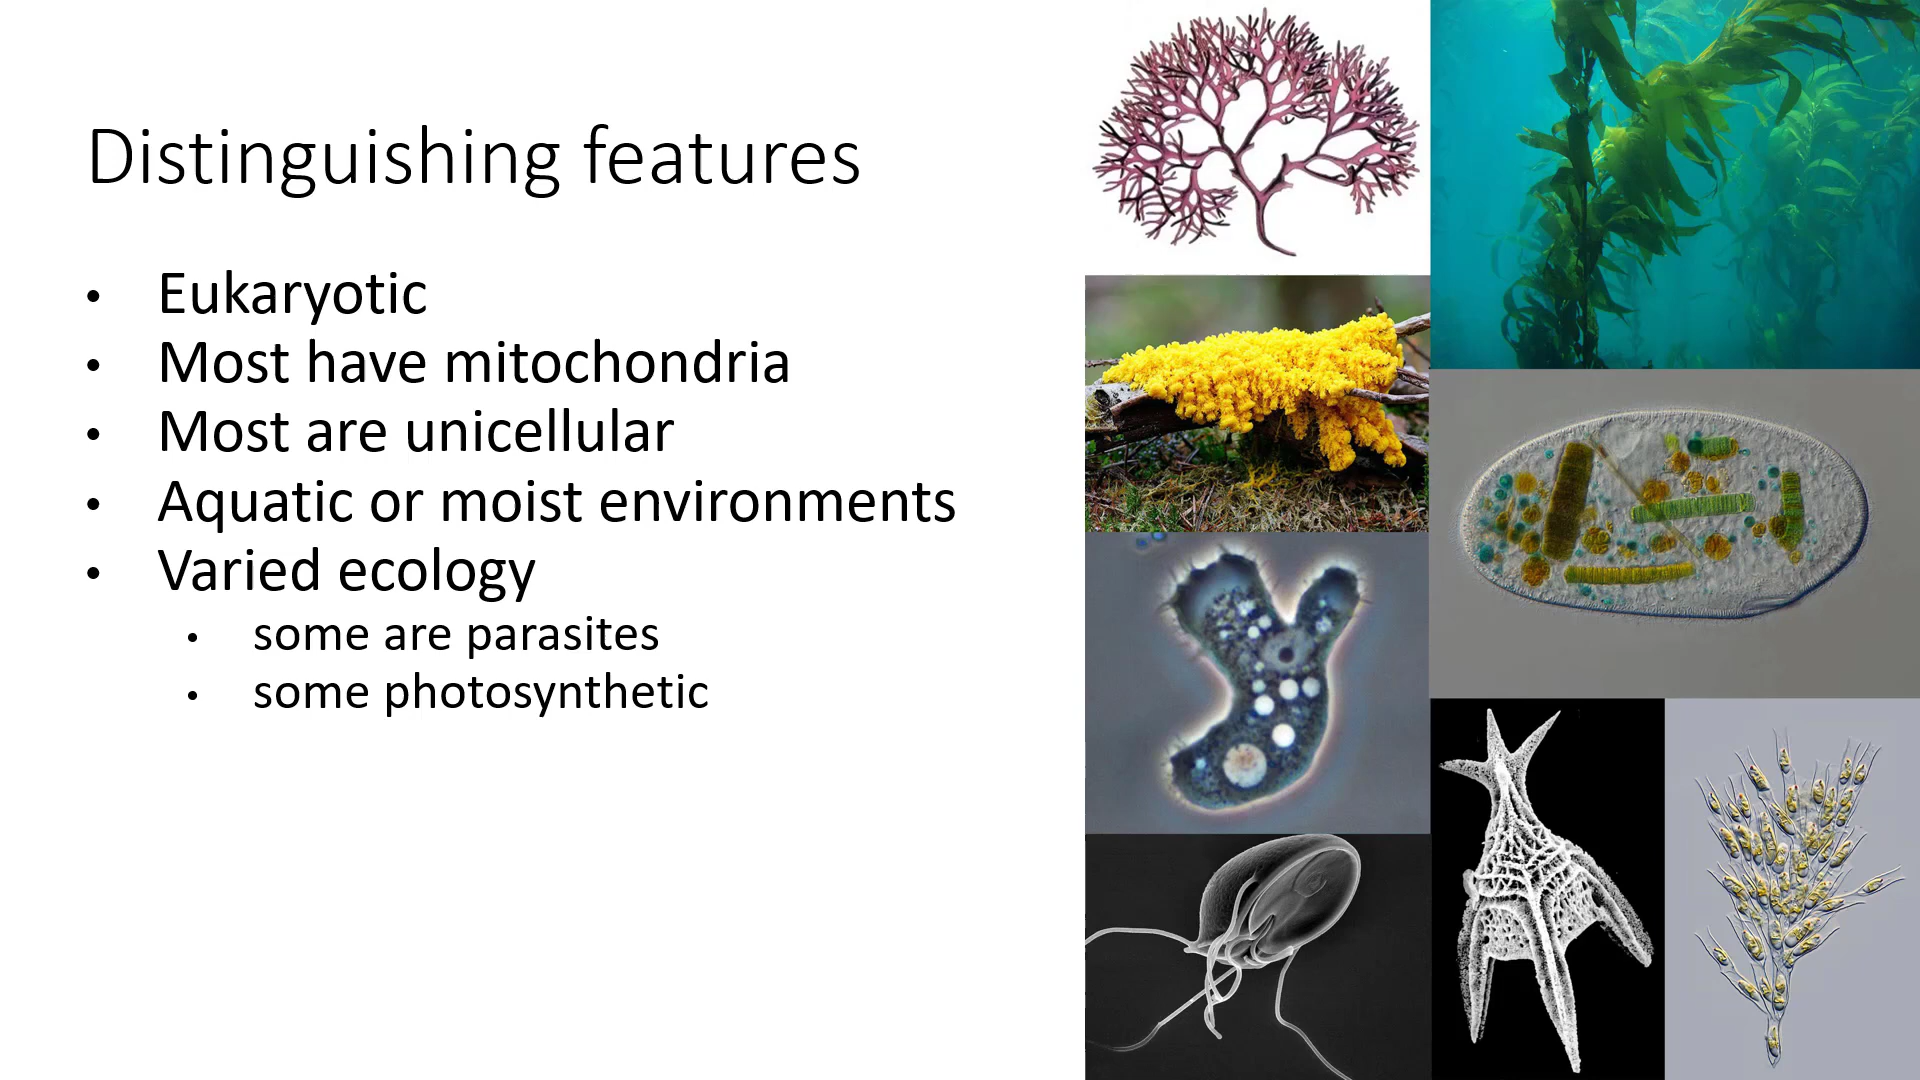 Distinguishing features
• Eukaryotic
• Most have mitochondria
• Most are unicellular
• Aquatic or moist environments
• Varied ecology
• some are parasites
• some photosynthetic